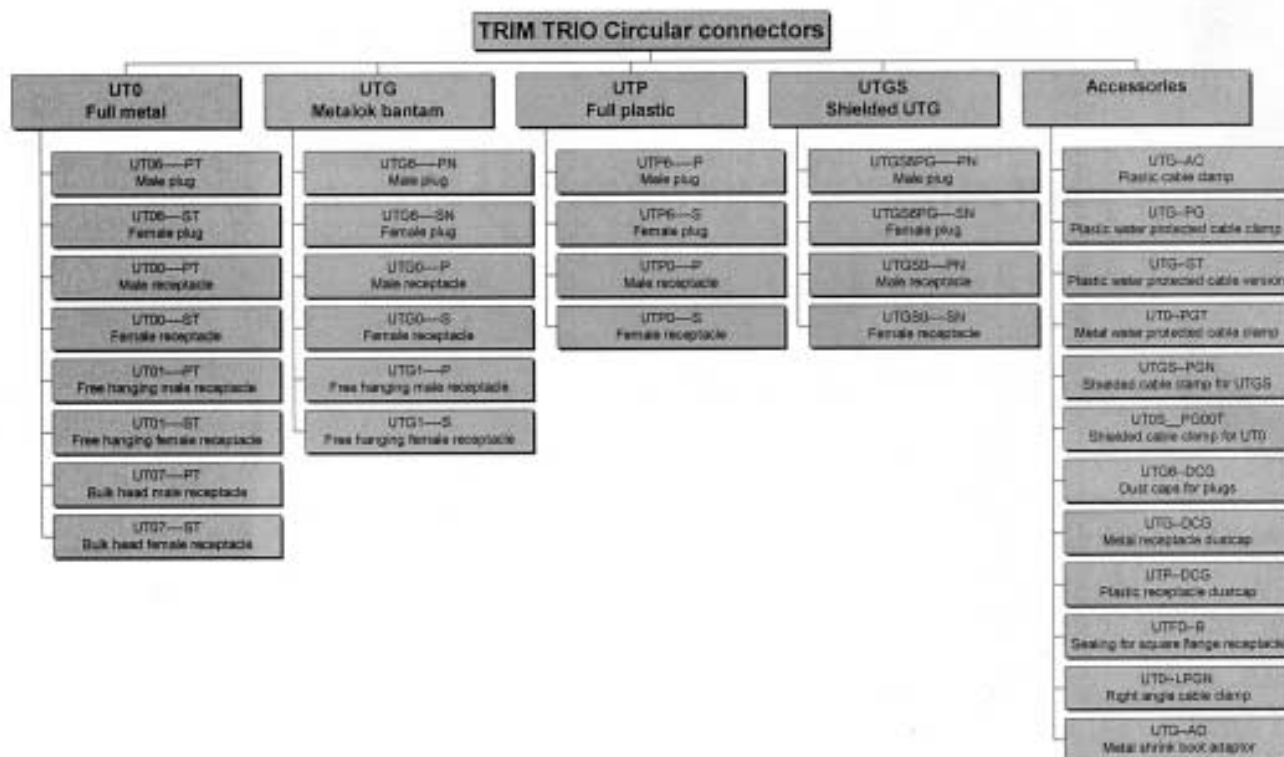 TRIM TRIO Circular connectors
UT0
Full metal
UT06----PT
Male plug
UT06---ST
Female plug
UT00---PT
Male receptacle
UT00---ST
Female receptacle
UT01---PT
Free hanging male receptacle
UT01---ST
Free hanging female receptacle
UT07---PT
Bulk head male receptacle
UT07---ST
Bulk head female receptacle
UTG
Metalok bantam
UTG6----PN
Male plug
UTG6---SN
Female plug
UTG0---P
Male receptacle
UTG0---S
Female receptacle
UTG1---P
Free hanging male receptacle
UTG1---S
Free hanging female receptacle
UTP
Full plastic
UTP6----P
Male plug
UTP6---S
Female plug
UTP0---P
Male receptacle
UTP0---S
Female receptacle
UTGS
Shielded UTG
UTGS6PG----PN
Male plug
UTGS6PG---SN
Female plug
UTGS0---PN
Male receptacle
UTGS0---SN
Female receptacle
Accessories
UTG--AC
Plastic cable clamp
UTG--PG
Plastic water protected cable clamp
UTG--ST
Plastic water protected cable version
UT0--PGT
Metal water protected cable clamp
UTGS--PGN
Shielded cable clamp for UTGS
UT0S__PG00T
Shielded cable clamp for UT0
UTG6--DCG
Dust caps for plugs
UTG--DCG
Metal receptacle dustcap
UTP--DCG
Plastic receptacle dustcap
UTFD--B
Sealing for square flange receptacle
UT0--LPGN
Right angle cable clamp
UTG--AD
Metal shrink boot adaptor